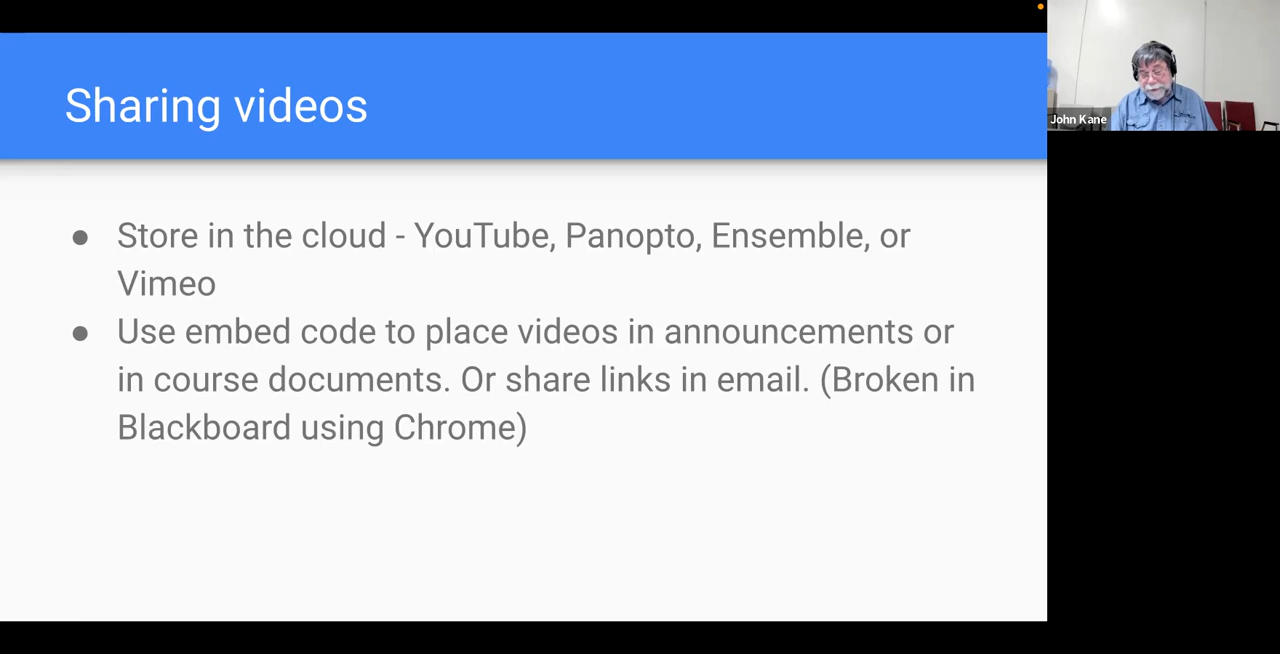 Sharing videos
● Store in the cloud - YouTube, Panopto, Ensemble, or
Vimeo
● Use embed code to place videos in announcements or
in course documents. Or share links in email. (Broken in
Blackboard using Chrome)
John Kane